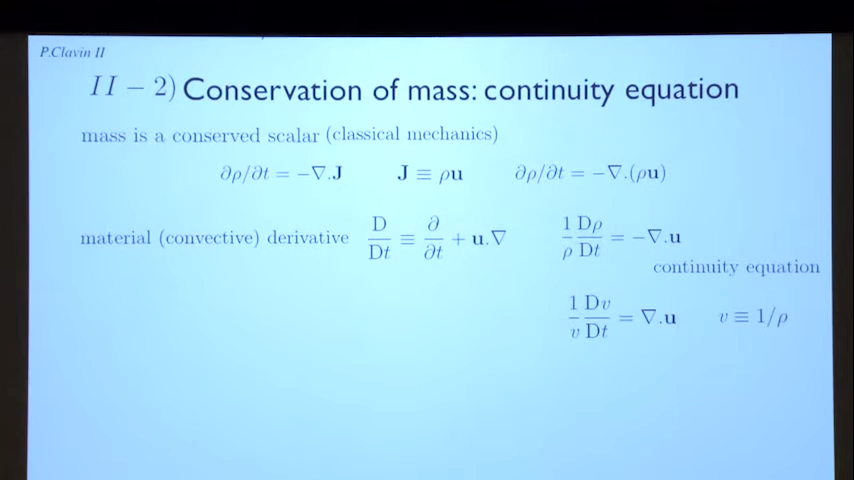 P.Clavin II
II − 2) Conservation of mass: continuity equation
mass is a conserved scalar (classical mechanics)
∂ρ/∂t = −∇.J J ≡ ρu ∂ρ/∂t = −∇.(ρu)
material (convective) derivative D/Dt ≡ ∂/∂t + u.∇ 1/ρ Dρ/Dt = −∇.u
continuity equation
1/v Dv/Dt = ∇.u v ≡ 1/ρ